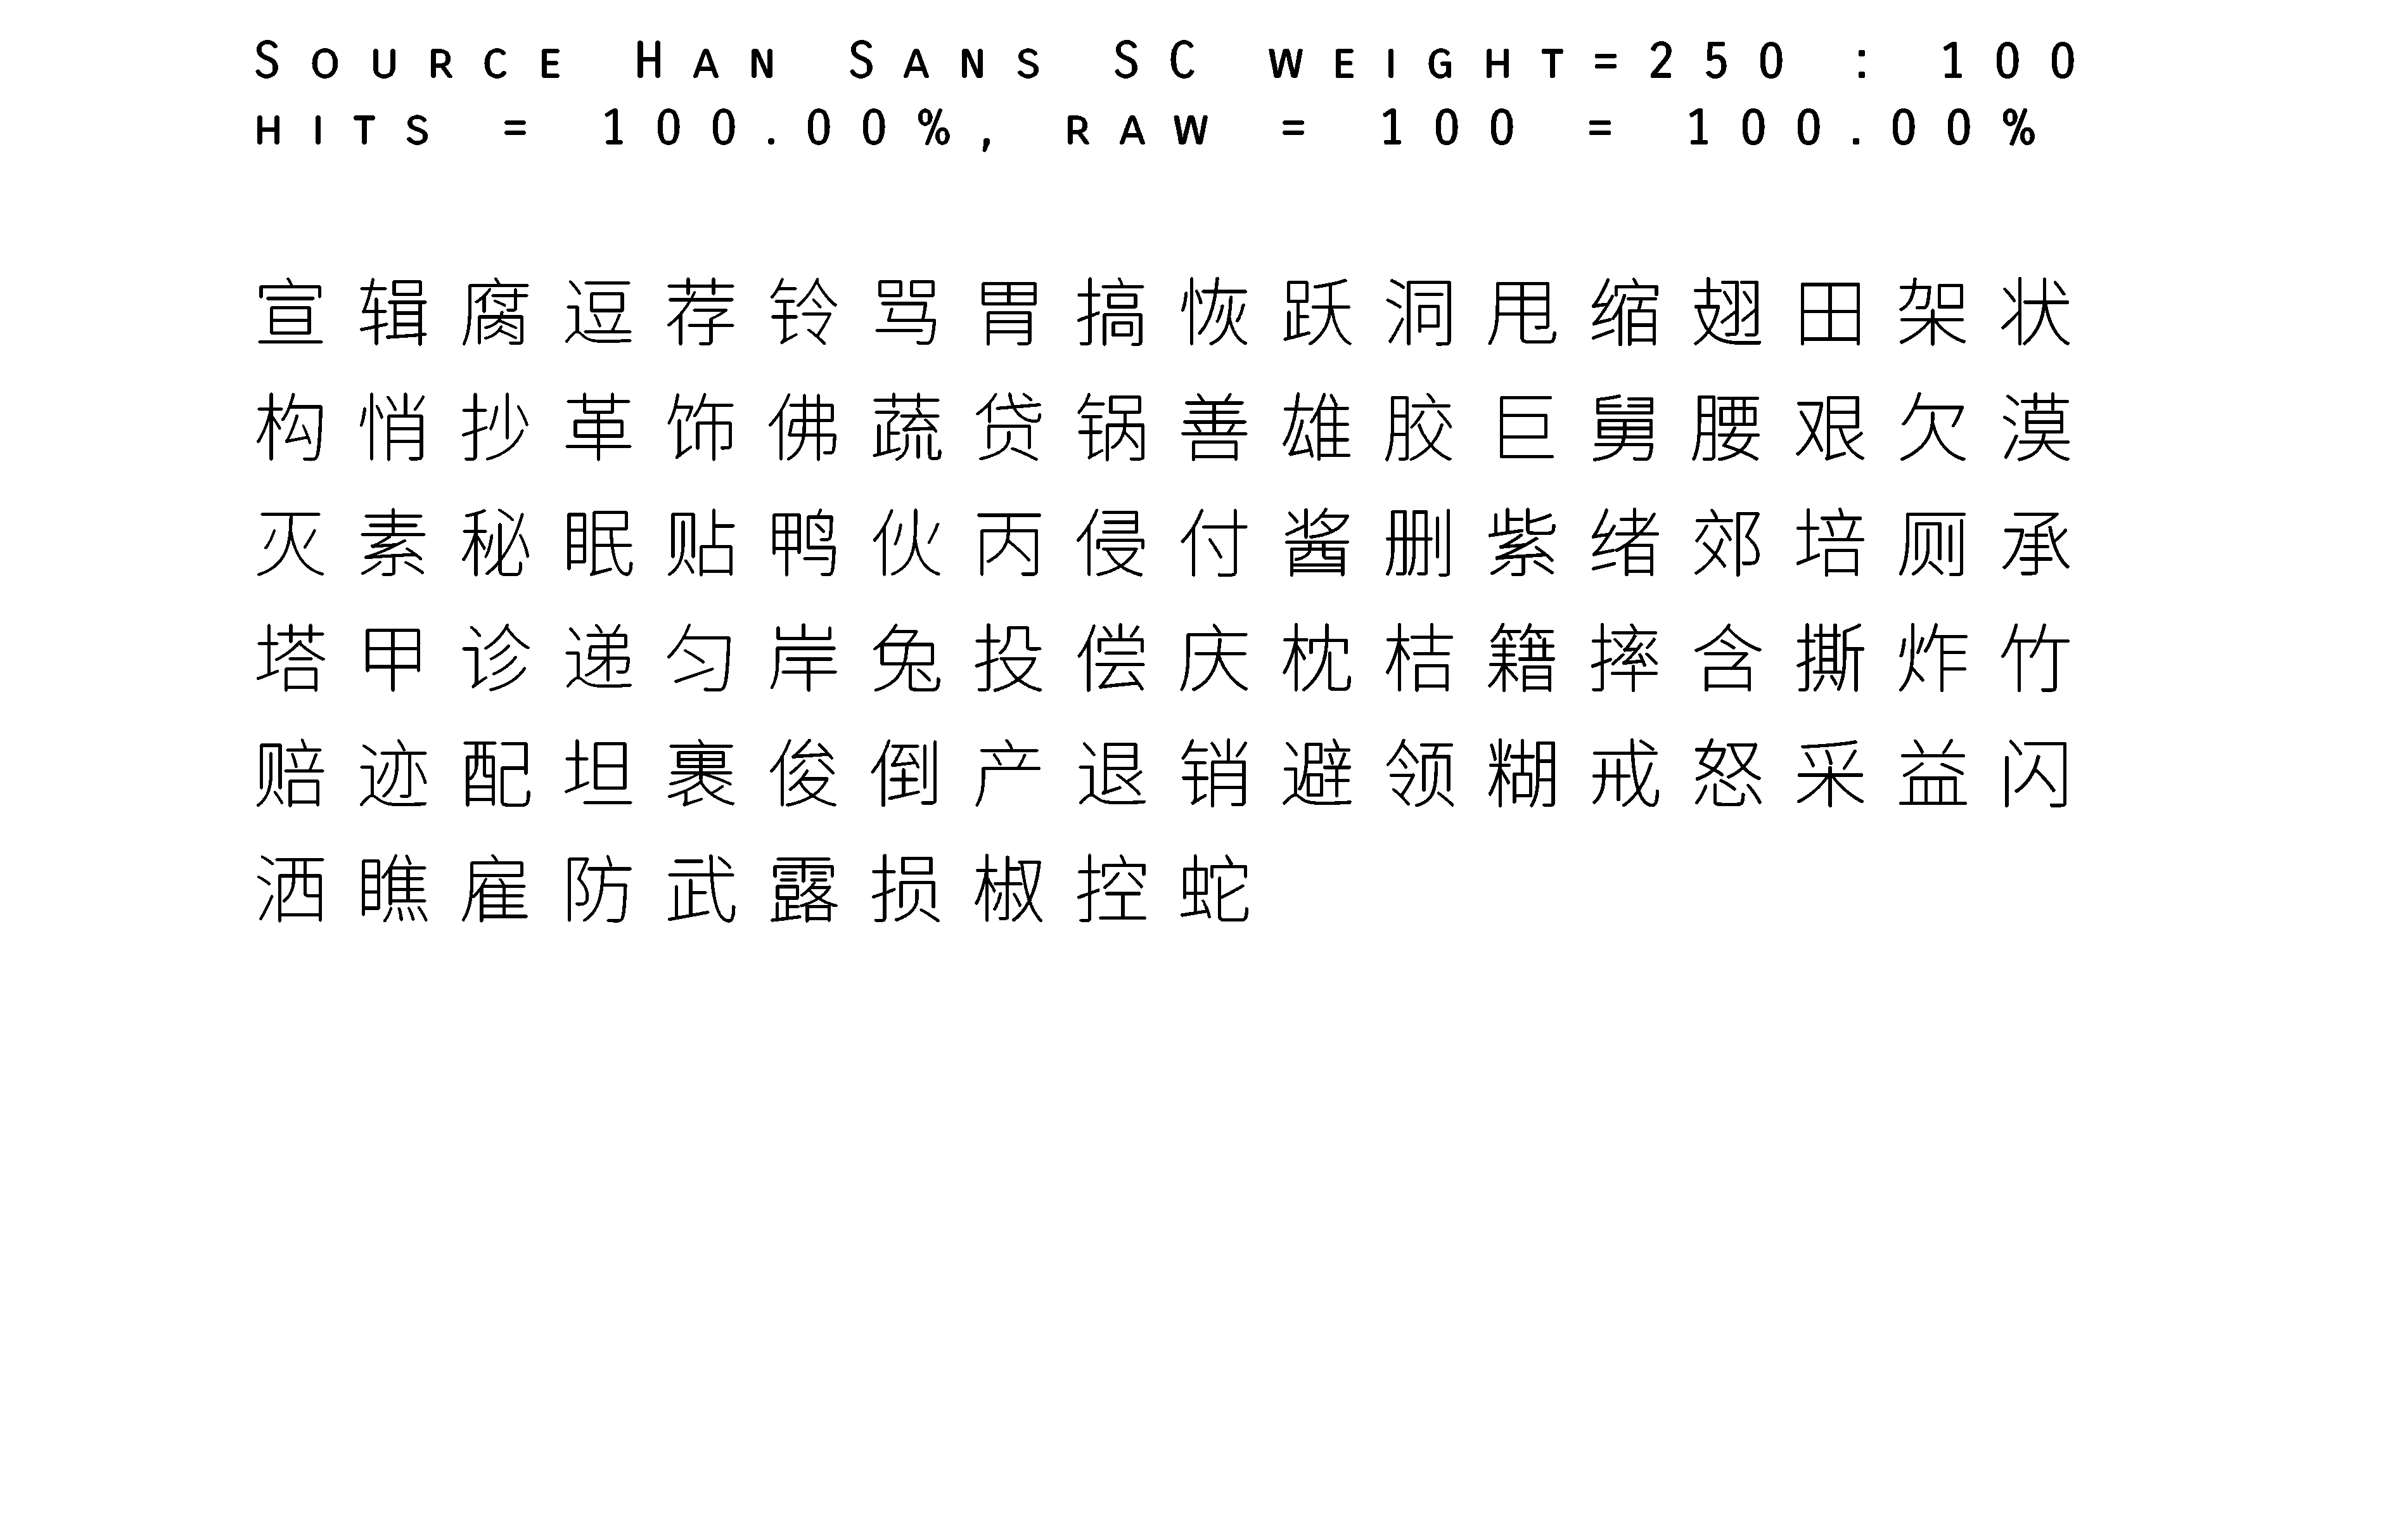 Source Han Sans SC weight=250 : 100
hits = 100.00%, raw = 100 = 100.00%
宣辑腐逗荐铃骂胃搞恢跃洞甩缩翅田架状
构悄抄革饰佛蔬贷锅善雄胶巨舅腰艰欠漠
灭素秘眠贴鸭伙丙侵付酱删紫绪郊培厕承
塔甲诊递匀岸兔投偿庆枕桔籍摔含撕炸竹
赔迹配坦裹俊倒产退销避领糊戒怒采益闪
洒瞧雇防武露损椒控蛇